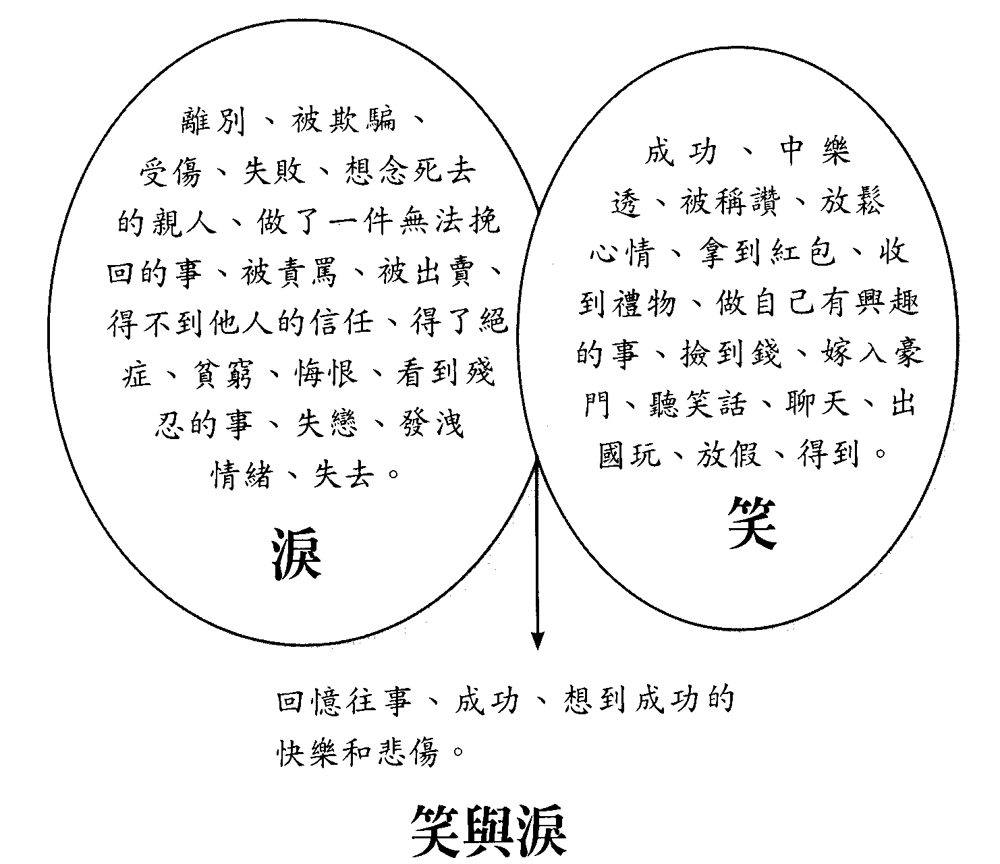 離別、被欺騙、
受傷、失敗、想念死去
的親人、做了一件無法挽
回的事、被責罵、被出賣、
得不到他人的信任、得了絕
症、貧窮、悔恨、看到殘
忍的事、失戀、發洩
情緒、失去。
淚
成功、中樂
透、被稱讚、放鬆
心情、拿到紅包、收
到禮物、做自己有興趣
的事、撿到錢、嫁入豪
門、聽笑話、聊天、出
國玩、放假、得到。
笑
回憶往事、成功、想到成功的
快樂和悲傷。
笑與淚